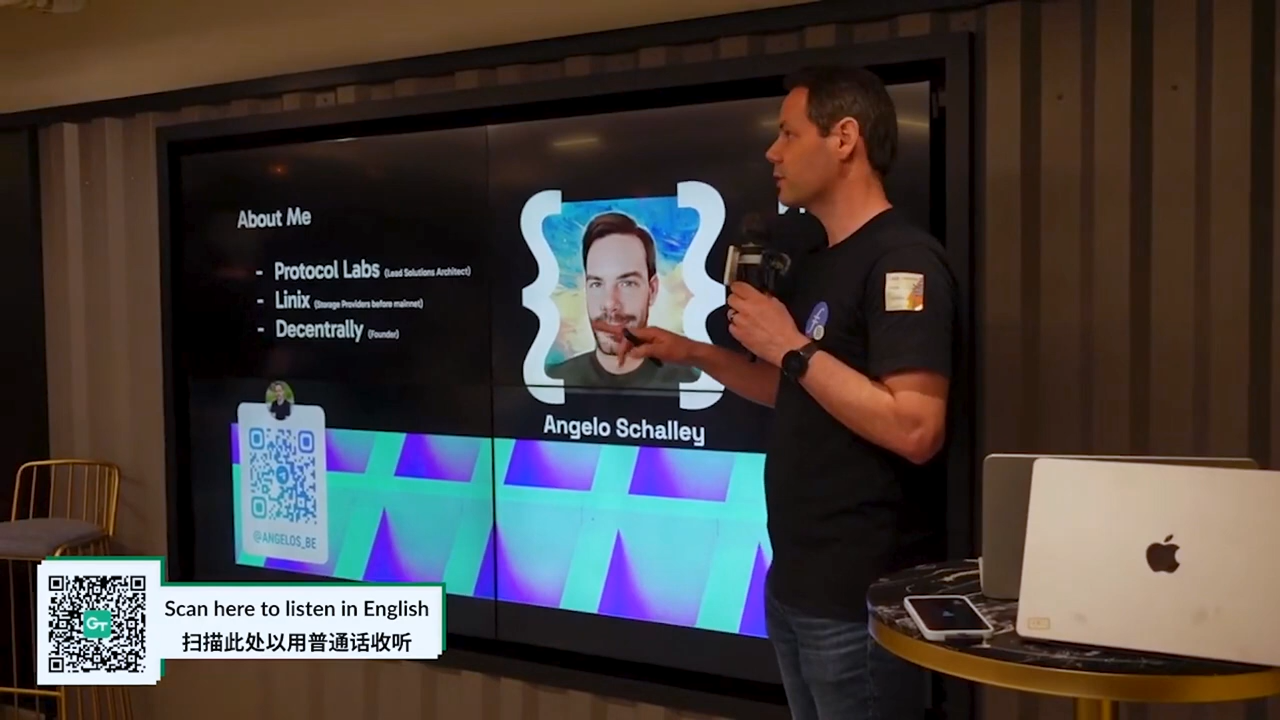 About Me
- Protocol Labs (Lead Solutions Architect)
- Linix (Storage Providers before mainnet)
- Decentrally (Founder)
Angelo Schalley
@ANGELOS_BE
GT
Scan here to listen in English
扫描此处以用普通话收听